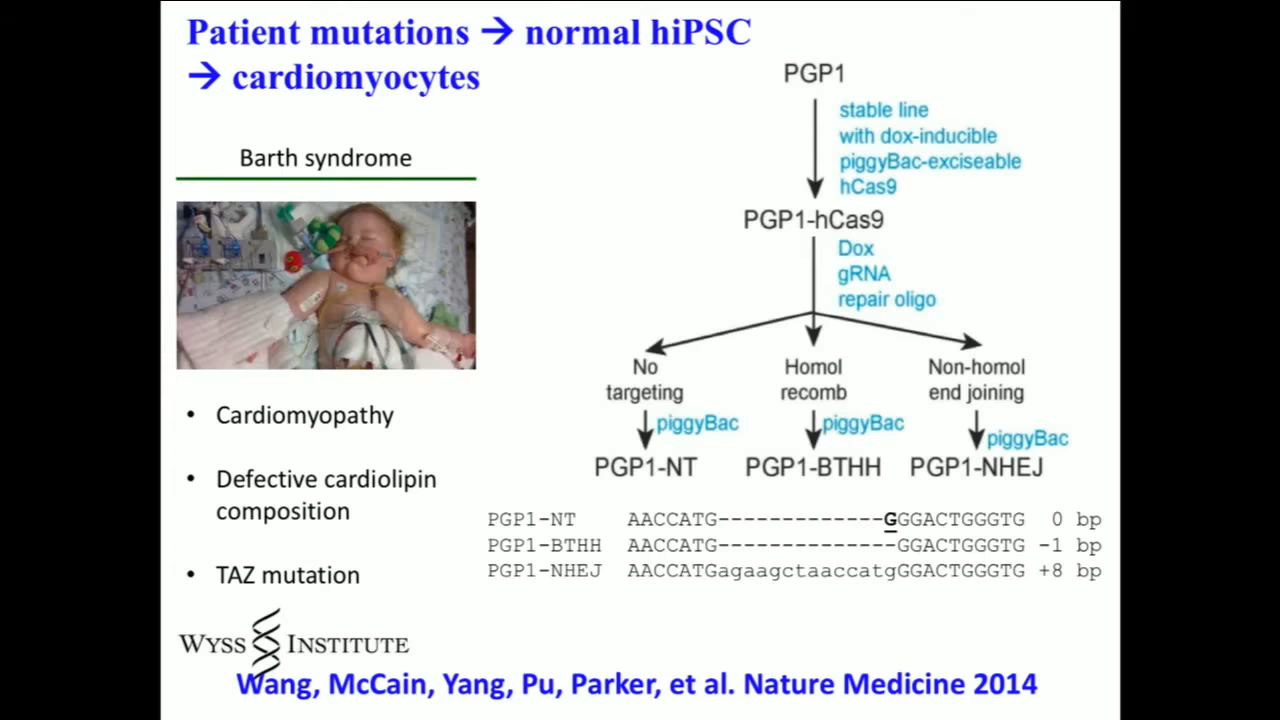 Patient mutations → normal hiPSC
→ cardiomyocytes
Barth syndrome
• Cardiomyopathy
• Defective cardiolipin
composition
• TAZ mutation
WYSS INSTITUTE
PGP1
stable line
with dox-inducible
piggyBac-exciseable
hCas9
PGP1-hCas9
Dox
gRNA
repair oligo
No
targeting
Homol
recomb
Non-homol
end joining
piggyBac
piggyBac
piggyBac
PGP1-NT
PGP1-BTHH
PGP1-NHEJ
PGP1-NT AACCATG-------------GGGACTGGGTG 0 bp
PGP1-BTHH AACCATG--------------GGACTGGGTG -1 bp
PGP1-NHEJ AACCATGagaagctaaccatgGGACTGGGTG +8 bp
Wang, McCain, Yang, Pu, Parker, et al. Nature Medicine 2014